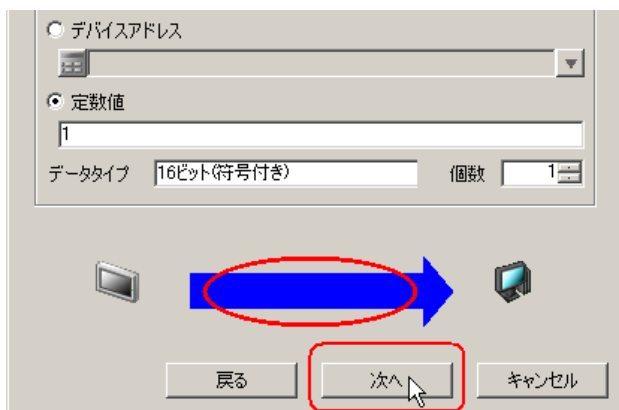 デバイスアドレス
定数値
1
データタイプ 16ビット(符号付き) 個数 1
戻る 次へ キャンセル